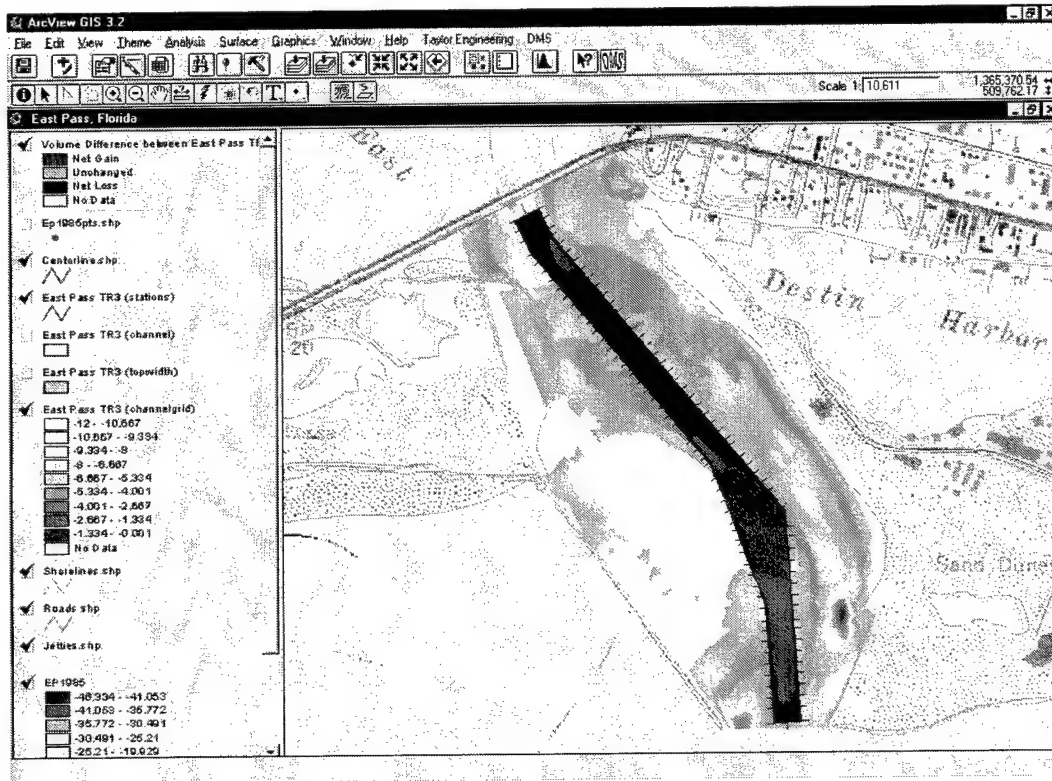 ArcView GIS 3.2
File Edit View Theme Analysis Surface Graphics Window Help Taylor Engineering DMS
DMS
Scale 1: 10,611
1,365,370.54
509,762.17
East Pass, Florida
Volume Difference between East Pass
Net Gain
Unchanged
Net Loss
No Data
Ep1985pts.shp
Centerline.shp
East Pass TR3 (stations)
East Pass TR3 (channel)
East Pass TR3 (topwidth)
East Pass TR3 (channelgrid)
-12 - -10.667
-10.667 - -9.334
-9.334 - -8
-8 - -6.667
-6.667 - -5.334
-5.334 - -4.001
-4.001 - -2.667
-2.667 - -1.334
-1.334 - -0.001
No Data
Shorelines.shp
Roads.shp
Jetties.shp
EP1985
-46.334 - -41.053
-41.053 - -35.772
-35.772 - -30.491
-30.491 - -25.21
-25.21 - -19.929
East
Destin
Harbor
20
Sand Dunes